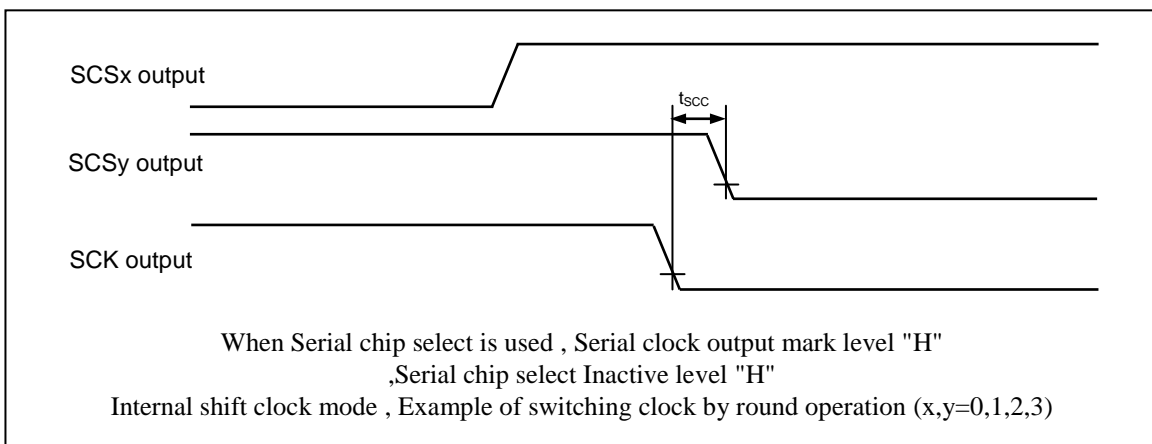 SCSx output
tSCC
SCSy output
SCK output
When Serial chip select is used , Serial clock output mark level "H"
,Serial chip select Inactive level "H"
Internal shift clock mode , Example of switching clock by round operation (x,y=0,1,2,3)